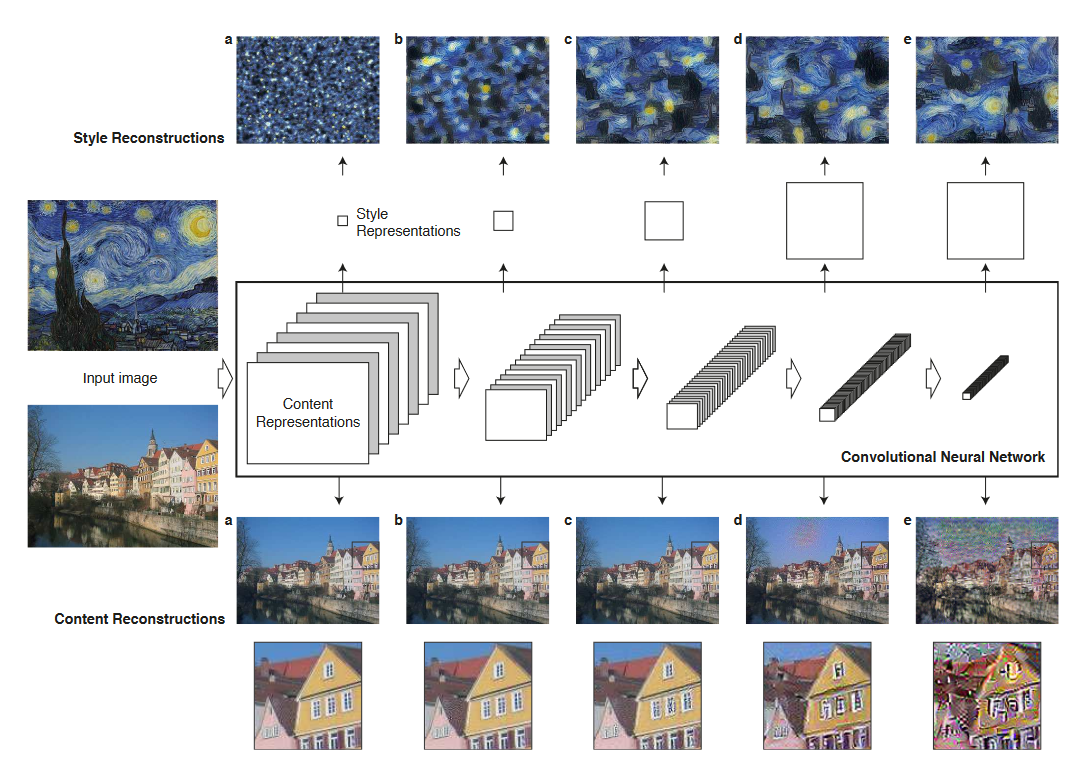 a
b
c
d
e
Style Reconstructions
Style
Representations
Input image
Content
Representations
Convolutional Neural Network
a
b
c
d
e
Content Reconstructions